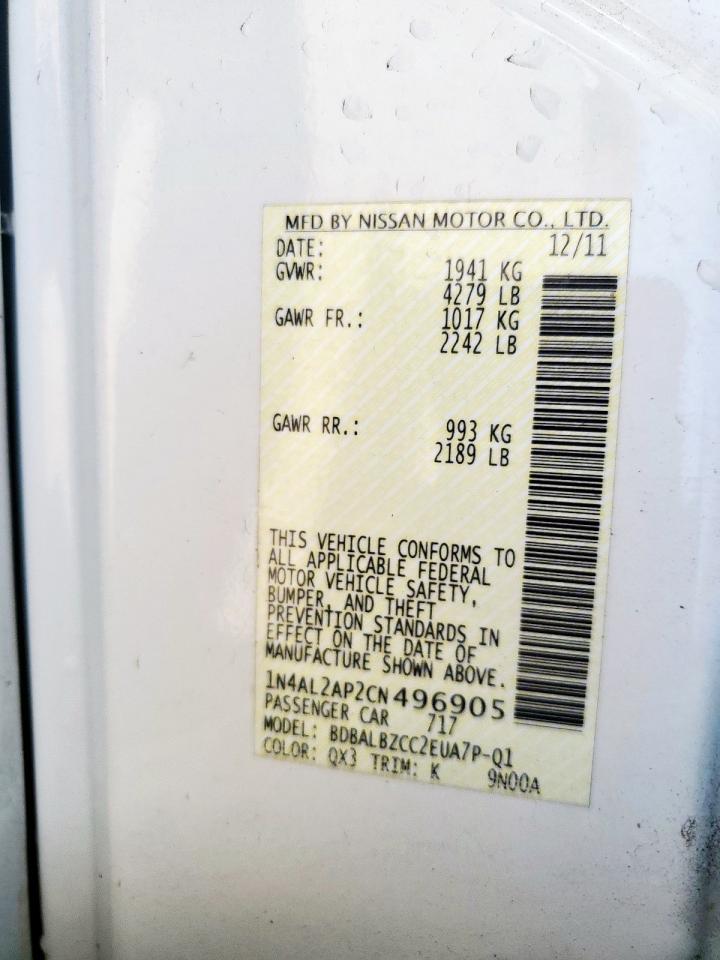 MFD BY NISSAN MOTOR CO., LTD.
DATE: 12/11
GVWR: 1941 KG
4279 LB
GAWR FR.: 1017 KG
2242 LB
GAWR RR.: 993 KG
2189 LB
THIS VEHICLE CONFORMS TO
ALL APPLICABLE FEDERAL
MOTOR VEHICLE SAFETY,
BUMPER, AND THEFT
PREVENTION STANDARDS IN
EFFECT ON THE DATE OF
MANUFACTURE SHOWN ABOVE.
1N4AL2AP2CN496905
PASSENGER CAR 717
MODEL: BDBALBZCC2EUA7P-Q1
COLOR: QX3 TRIM: K 9N00A